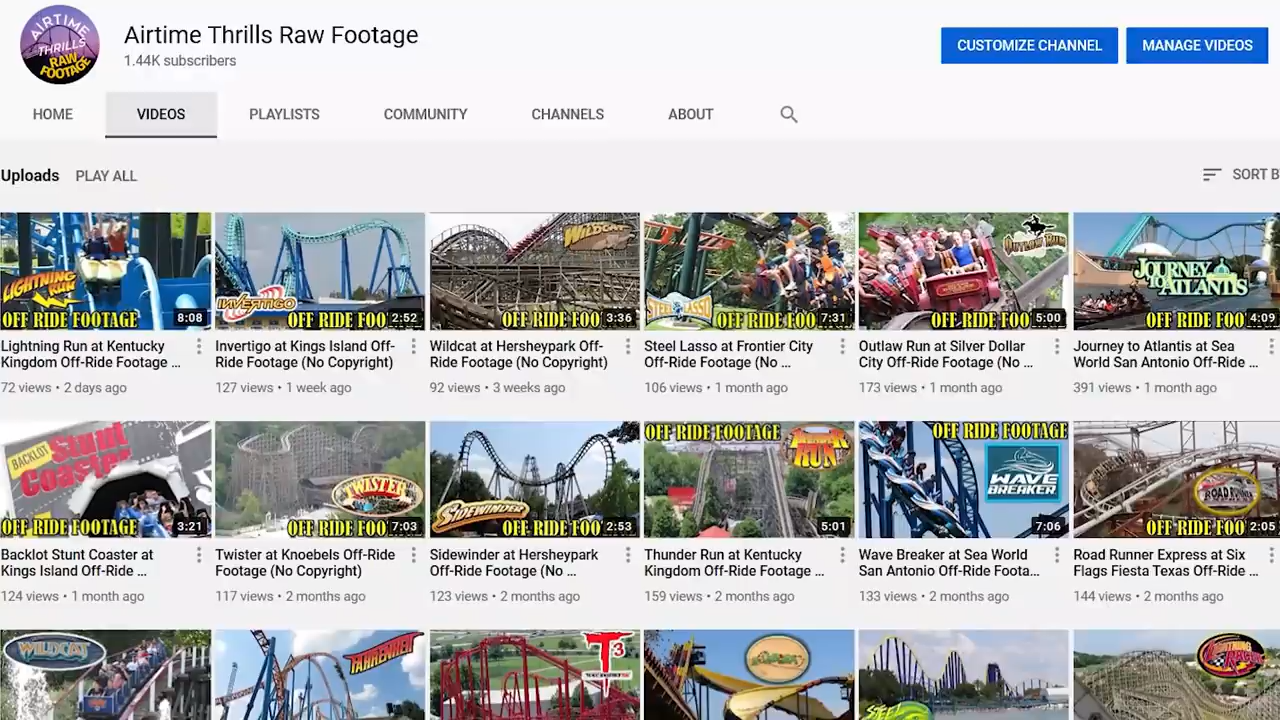 AIRTIME
THRILLS
RAW
FOOTAGE
Airtime Thrills Raw Footage
1.44K subscribers
CUSTOMIZE CHANNEL
MANAGE VIDEOS
HOME
VIDEOS
PLAYLISTS
COMMUNITY
CHANNELS
ABOUT
Uploads
PLAY ALL
SORT B
LIGHTNING
RUN
OFF RIDE FOOTAGE
8:08
INVERTIGO
OFF RIDE FOO
2:52
WILDCAT
OFF RIDE FOO
3:36
STEEL LASSO
OFF RIDE FOO
7:31
OUTLAW RUN
OFF RIDE FOO
5:00
JOURNEY
TO ATLANTIS
OFF RIDE FOO
4:09
Lightning Run at Kentucky
Kingdom Off-Ride Footage ...
72 views • 2 days ago
Invertigo at Kings Island Off-
Ride Footage (No Copyright)
127 views • 1 week ago
Wildcat at Hersheypark Off-
Ride Footage (No Copyright)
92 views • 3 weeks ago
Steel Lasso at Frontier City
Off-Ride Footage (No ...
106 views • 1 month ago
Outlaw Run at Silver Dollar
City Off-Ride Footage (No ...
173 views • 1 month ago
Journey to Atlantis at Sea
World San Antonio Off-Ride ...
391 views • 1 month ago
BACKLOT
Stunt
Coaster
OFF RIDE FOOTAGE
3:21
TWISTER
OFF RIDE FOO
7:03
SIDEWINDER
OFF RIDE FOO
2:53
OFF RIDE FOOTAGE
THUNDER
RUN
5:01
OFF RIDE FOOTAGE
WAVE
BREAKER
7:06
ROAD RUNNER
OFF RIDE FOO
2:05
Backlot Stunt Coaster at
Kings Island Off-Ride ...
124 views • 1 month ago
Twister at Knoebels Off-Ride
Footage (No Copyright)
117 views • 2 months ago
Sidewinder at Hersheypark
Off-Ride Footage (No ...
123 views • 2 months ago
Thunder Run at Kentucky
Kingdom Off-Ride Footage ...
159 views • 2 months ago
Wave Breaker at Sea World
San Antonio Off-Ride Foota...
133 views • 2 months ago
Road Runner Express at Six
Flags Fiesta Texas Off-Ride ...
144 views • 2 months ago
WILDCAT
FAHRENHEIT
T3
STEEL
LIGHTNING
RACER